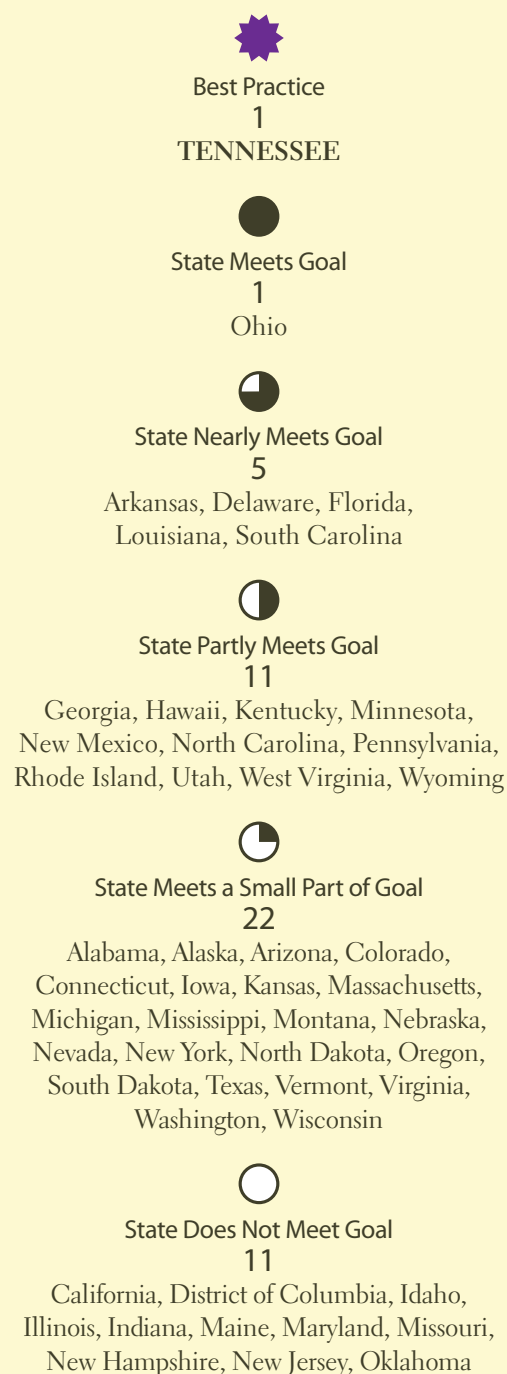 Best Practice
1
TENNESSEE
State Meets Goal
1
Ohio
State Nearly Meets Goal
5
Arkansas, Delaware, Florida,
Louisiana, South Carolina
State Partly Meets Goal
11
Georgia, Hawaii, Kentucky, Minnesota,
New Mexico, North Carolina, Pennsylvania,
Rhode Island, Utah, West Virginia, Wyoming
State Meets a Small Part of Goal
22
Alabama, Alaska, Arizona, Colorado,
Connecticut, Iowa, Kansas, Massachusetts,
Michigan, Mississippi, Montana, Nebraska,
Nevada, New York, North Dakota, Oregon,
South Dakota, Texas, Vermont, Virginia,
Washington, Wisconsin
State Does Not Meet Goal
11
California, District of Columbia, Idaho,
Illinois, Indiana, Maine, Maryland, Missouri,
New Hampshire, New Jersey, Oklahoma